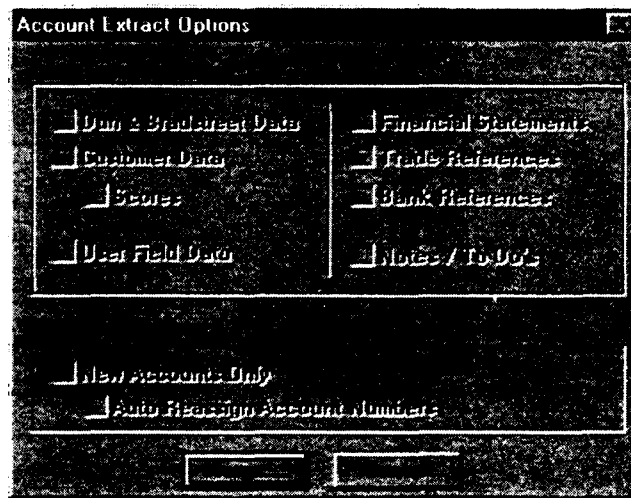 Account Extract Options
Dun & Bradstreet Data
Customer Data
Scores
User Field Data
Financial Statements
Trade References
Bank References
Notes / To Do's
New Accounts Only
Auto Reassign Account Numbers